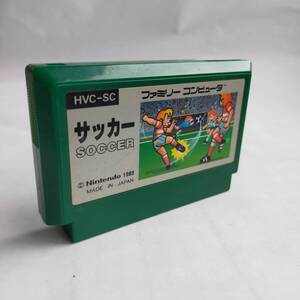 HVC-SC
ファミリー コンピュータ
サッカー
SOCCER
© Nintendo 1985
MADE IN JAPAN